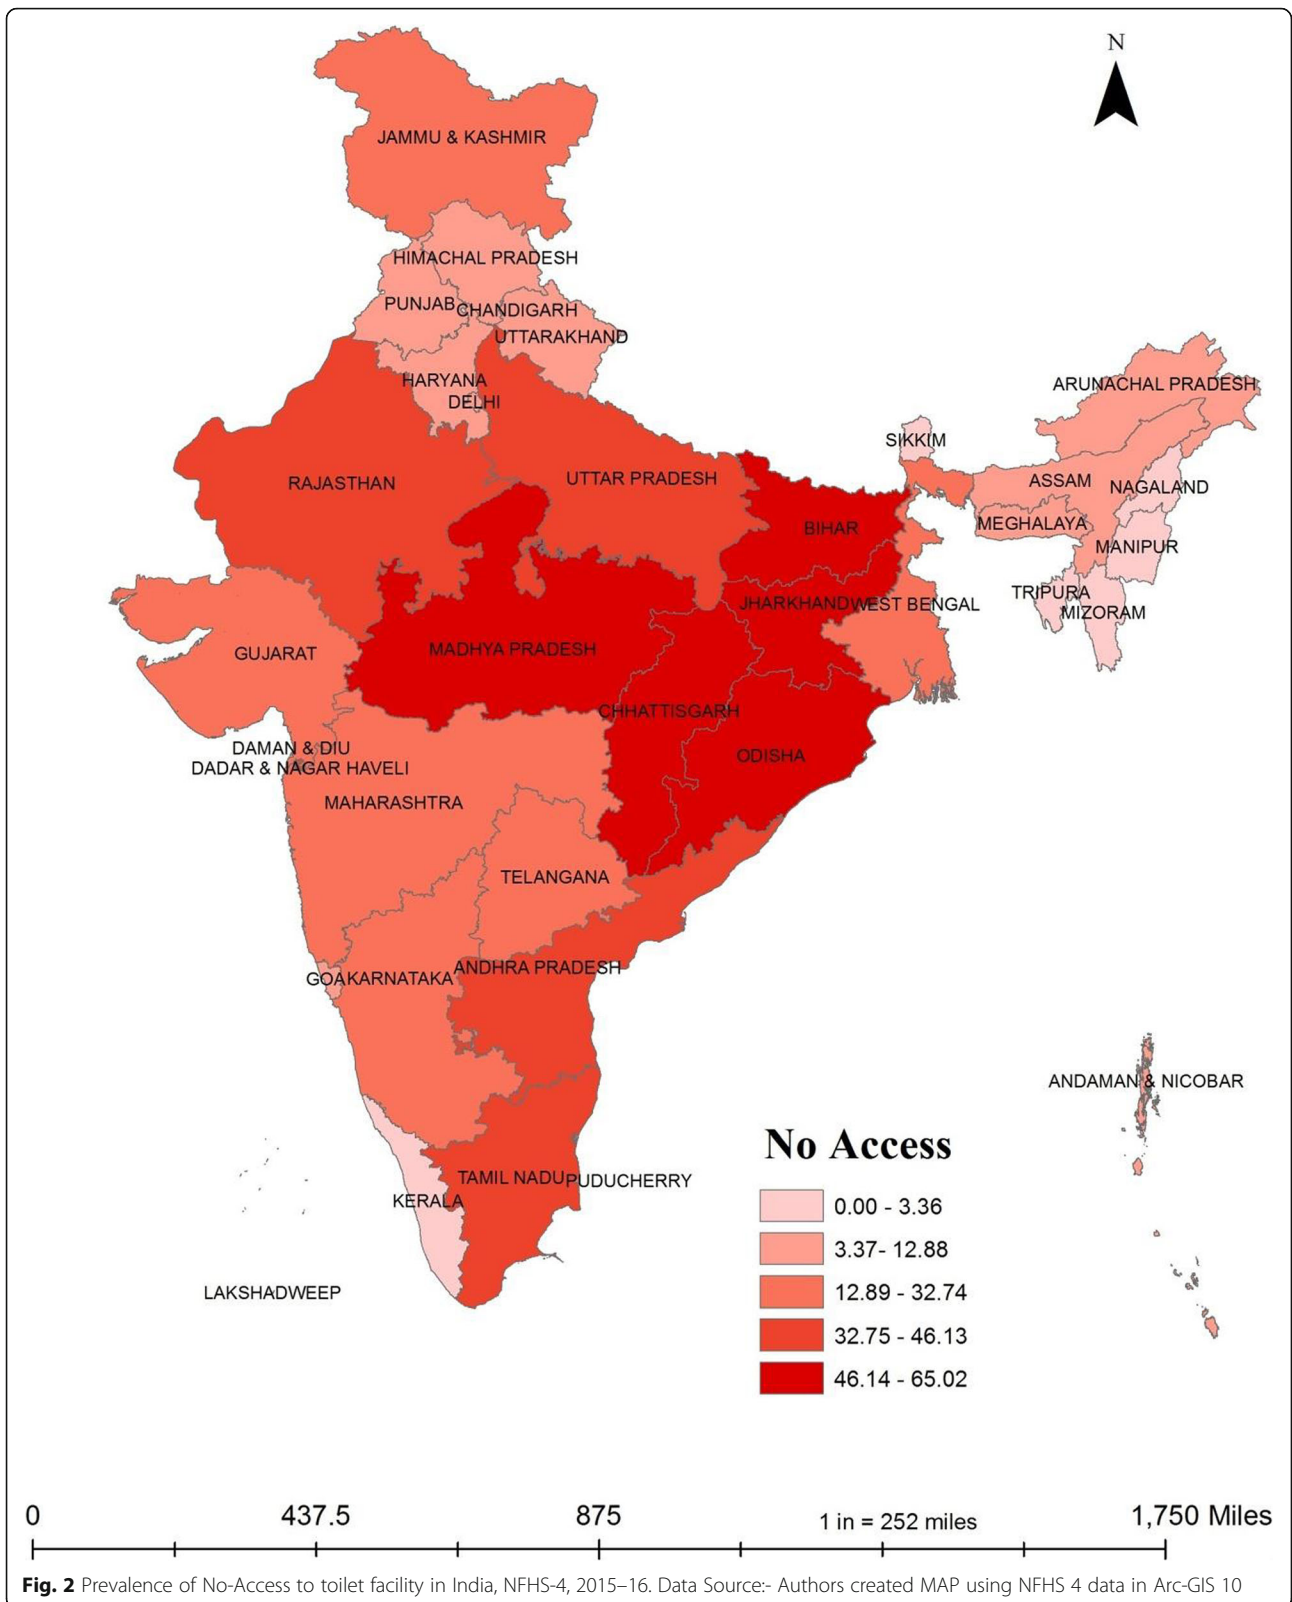 N
JAMMU & KASHMIR
HIMACHAL PRADESH
PUNJAB
CHANDIGARH
UTTARAKHAND
HARYANA
DELHI
ARUNACHAL PRADESH
SIKKIM
RAJASTHAN
UTTAR PRADESH
ASSAM
NAGALAND
BIHAR
MEGHALAYA
MANIPUR
TRIPURA
JHARKHAND
WEST BENGAL
MIZORAM
GUJARAT
MADHYA PRADESH
CHHATTISGARH
DAMAN & DIU
ODISHA
DADAR & NAGAR HAVELI
MAHARASHTRA
TELANGANA
GOA
KARNATAKA
ANDHRA PRADESH
ANDAMAN & NICOBAR
No Access
TAMIL NADU
PUDUCHERRY
KERALA
LAKSHADWEEP
0.00 - 3.36
3.37- 12.88
12.89 - 32.74
32.75 - 46.13
46.14 - 65.02
0 437.5 875 1 in = 252 miles 1,750 Miles
Fig. 2 Prevalence of No-Access to toilet facility in India, NFHS-4, 2015–16. Data Source:- Authors created MAP using NFHS 4 data in Arc-GIS 10